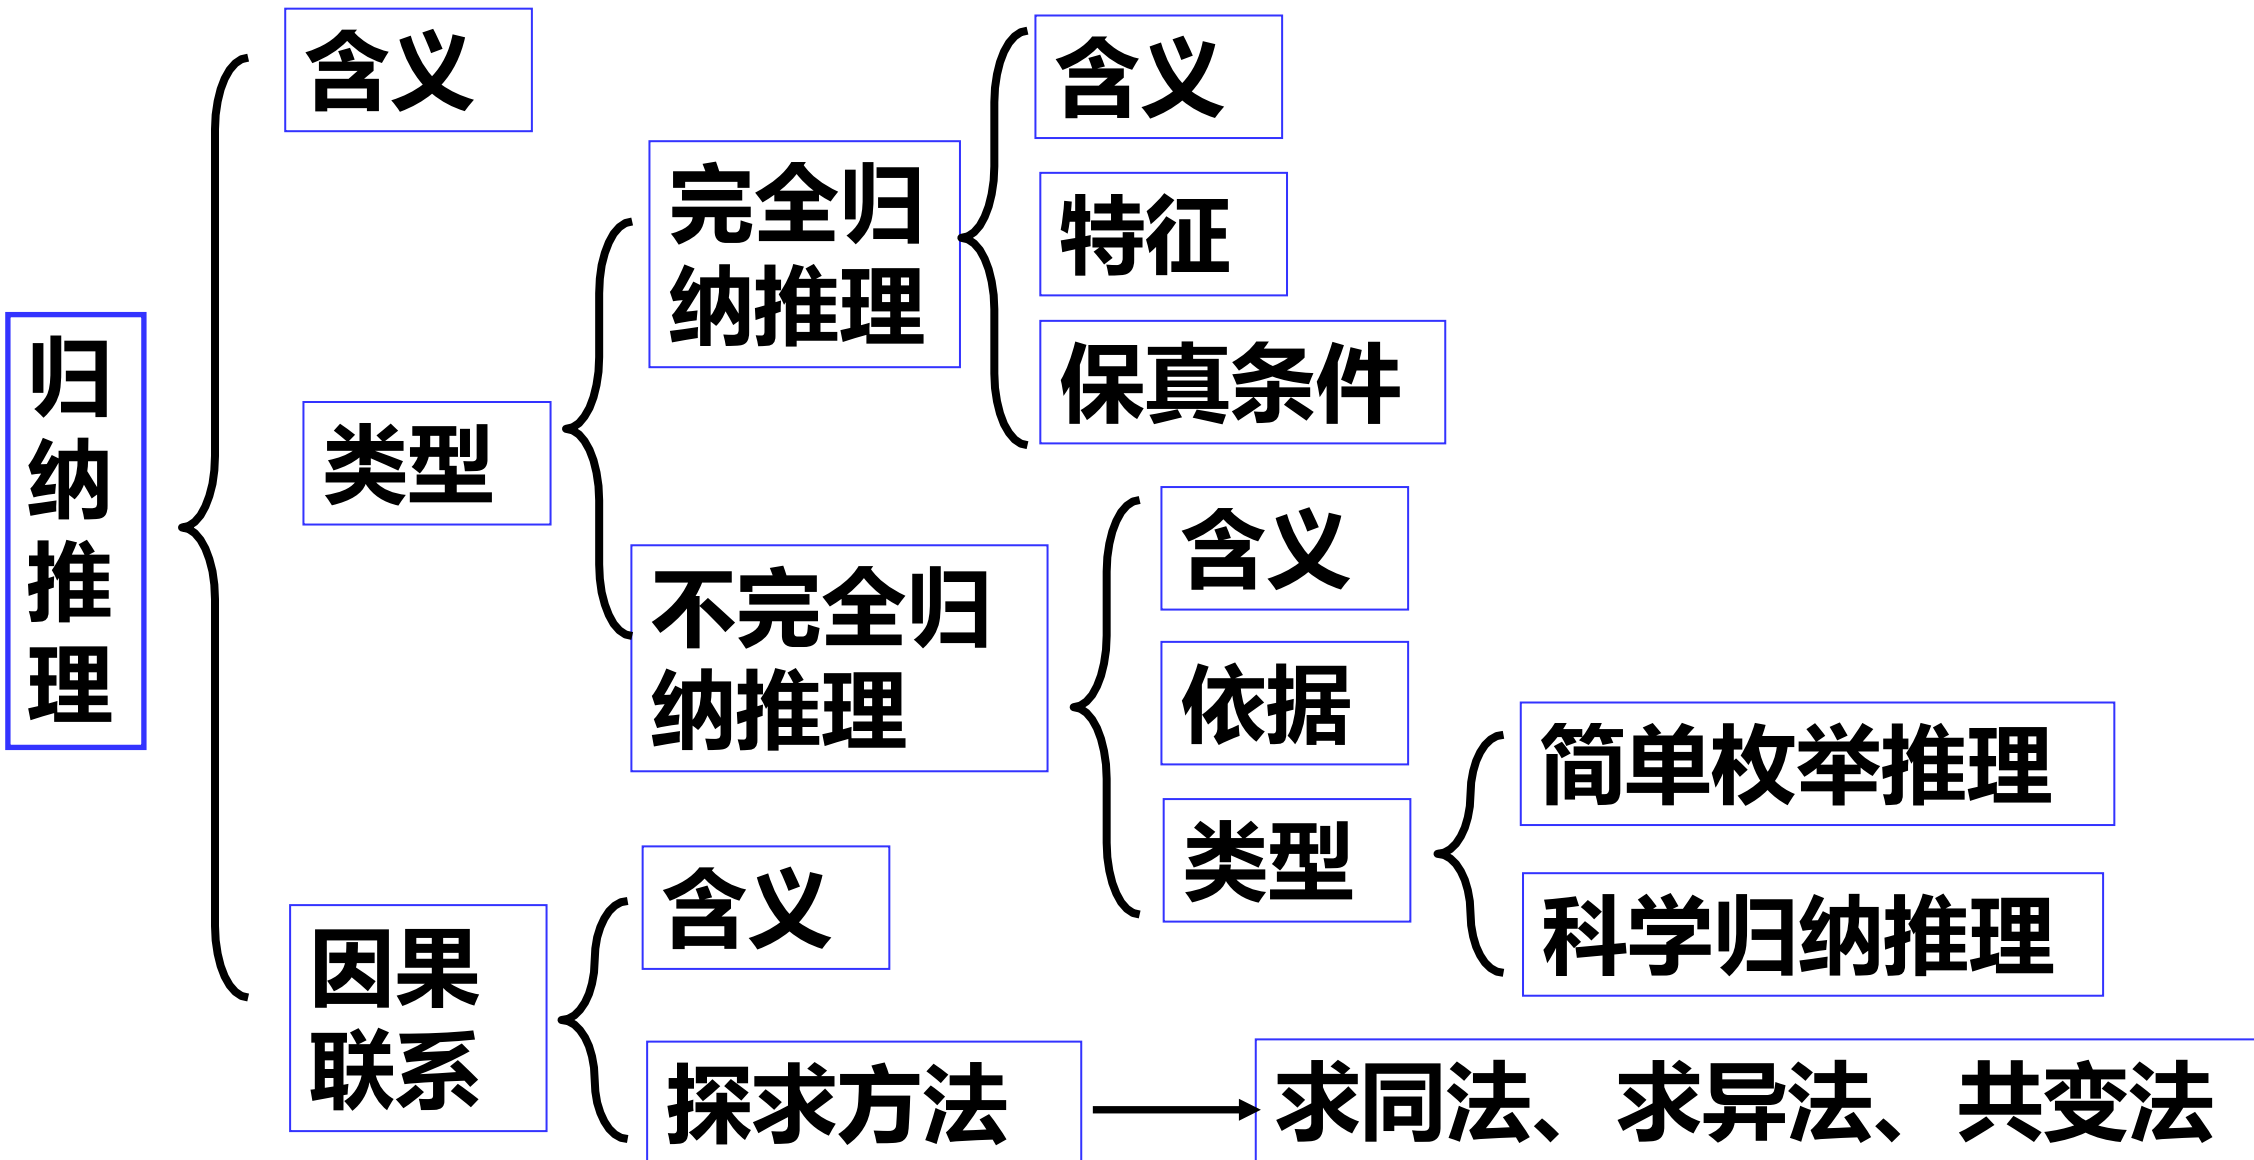 归纳推理
含义
类型
完全归
纳推理
含义
特征
保真条件
不完全归
纳推理
含义
依据
类型
简单枚举推理
科学归纳推理
因果
联系
含义
探求方法
求同法、 求异法、 共变法